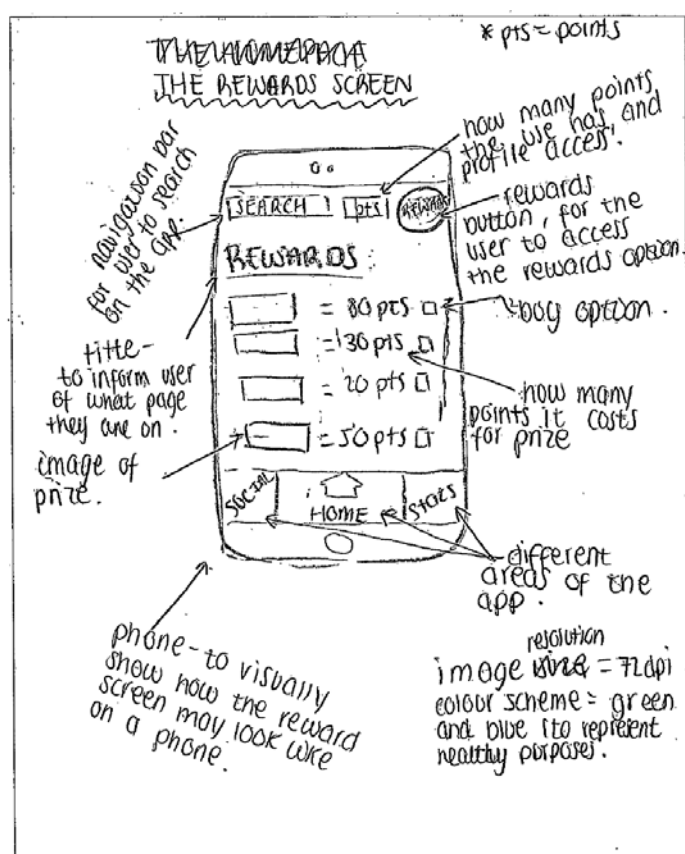 * pts = points
THE HOMEPAGE
THE REWARDS SCREEN
how many points
the use has and
profile access.
navigaison bar
for user to search
on the app.
SEARCH
pts
REWARDS
rewards
button, for the
user to access
the rewards option.
REWARDS
= 80 pts
= 30 pts
= 20 pts
= 50 pts
buy option.
title -
to inform user
of what page
they are on.
how many
points it costs
for prize
image of
prize.
SOCIAL
HOME
Stats
different
areas of the
app.
phone - to visually
show how the reward
screen may look like
on a phone.
resolution
image size = 72dpi
colour scheme = green
and blue (to represent
healthy purposes.